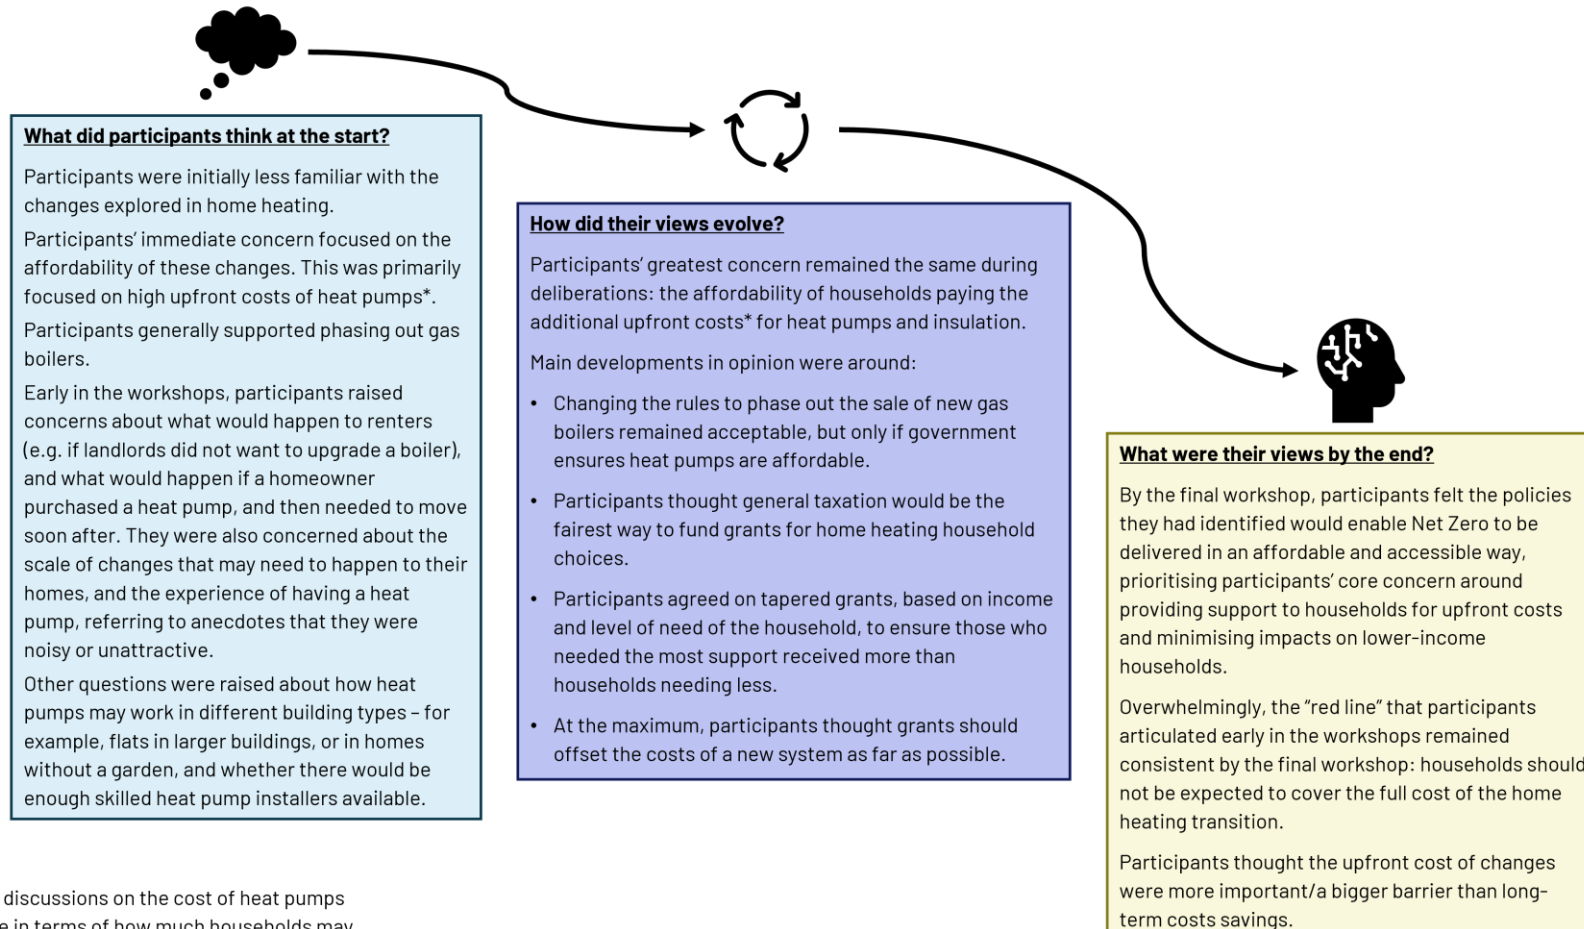 What did participants think at the start?
Participants were initially less familiar with the
changes explored in home heating.
Participants' immediate concern focused on the
affordability of these changes. This was primarily
focused on high upfront costs of heat pumps*.
Participants generally supported phasing out gas
boilers.
Early in the workshops, participants raised
concerns about what would happen to renters
(e.g. if landlords did not want to upgrade a boiler),
and what would happen if a homeowner
purchased a heat pump, and then needed to move
soon after. They were also concerned about the
scale of changes that may need to happen to their
homes, and the experience of having a heat
pump, referring to anecdotes that they were
noisy or unattractive.
Other questions were raised about how heat
pumps may work in different building types – for
example, flats in larger buildings, or in homes
without a garden, and whether there would be
enough skilled heat pump installers available.
How did their views evolve?
Participants' greatest concern remained the same during
deliberations: the affordability of households paying the
additional upfront costs* for heat pumps and insulation.
Main developments in opinion were around:
• Changing the rules to phase out the sale of new gas
boilers remained acceptable, but only if government
ensures heat pumps are affordable.
• Participants thought general taxation would be the
fairest way to fund grants for home heating household
choices.
• Participants agreed on tapered grants, based on income
and level of need of the household, to ensure those who
needed the most support received more than
households needing less.
• At the maximum, participants thought grants should
offset the costs of a new system as far as possible.
What were their views by the end?
By the final workshop, participants felt the policies
they had identified would enable Net Zero to be
delivered in an affordable and accessible way,
prioritising participants' core concern around
providing support to households for upfront costs
and minimising impacts on lower-income
households.
Overwhelmingly, the "red line" that participants
articulated early in the workshops remained
consistent by the final workshop: households should
not be expected to cover the full cost of the home
heating transition.
Participants thought the upfront cost of changes
were more important/a bigger barrier than long-
term costs savings.
discussions on the cost of heat pumps
in terms of how much households may